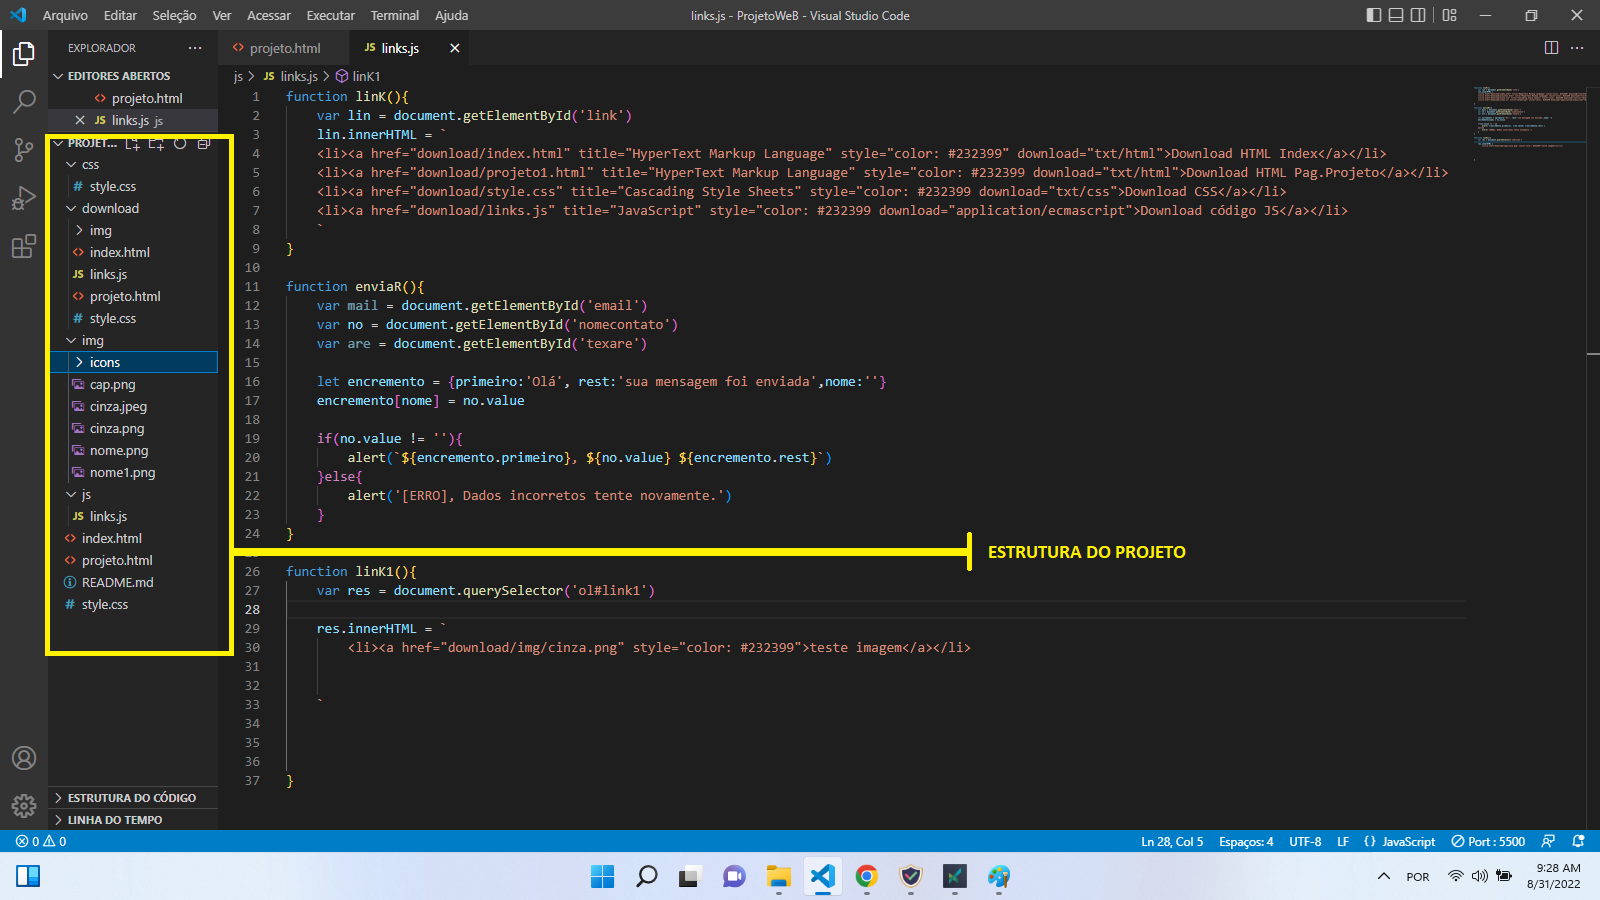 Arquivo Editar Seleção Ver Acessar Executar Terminal Ajuda
links.js - ProjetoWeB - Visual Studio Code
EXPLORADOR
EDITORES ABERTOS
projeto.html
links.js js
PROJET...
css
style.css
download
img
index.html
links.js
projeto.html
style.css
img
icons
cap.png
cinza.jpeg
cinza.png
nome.png
nome1.png
js
links.js
index.html
projeto.html
README.md
style.css
ESTRUTURA DO CÓDIGO
LINHA DO TEMPO
projeto.html
JS links.js
js > JS links.js > linK1
1 function linK(){
2 var lin = document.getElementById('link')
3 lin.innerHTML = `
4 <li><a href="download/index.html" title="HyperText Markup Language" style="color: #232399" download="txt/html">Download HTML Index</a></li>
5 <li><a href="download/projeto1.html" title="HyperText Markup Language" style="color: #232399 download="txt/html">Download HTML Pag.Projeto</a></li>
6 <li><a href="download/style.css" title="Cascading Style Sheets" style="color: #232399 download="txt/css">Download CSS</a></li>
7 <li><a href="download/links.js" title="JavaScript" style="color: #232399 download="application/ecmascript">Download código JS</a></li>
8 `
9 }
10
11 function enviaR(){
12 var mail = document.getElementById('email')
13 var no = document.getElementById('nomecontato')
14 var are = document.getElementById('texare')
15
16 let encremento = {primeiro:'Olá', rest:'sua mensagem foi enviada',nome:''}
17 encremento[nome] = no.value
18
19 if(no.value != ''){
20 alert(`${encremento.primeiro}, ${no.value} ${encremento.rest}`)
21 }else{
22 alert('[ERRO], Dados incorretos tente novamente.')
23 }
24 }
ESTRUTURA DO PROJETO
26 function linK1(){
27 var res = document.querySelector('ol#link1')
28
29 res.innerHTML = `
30 <li><a href="download/img/cinza.png" style="color: #232399">teste imagem</a></li>
31
32
33 `
34
35
36
37 }
0 0
Ln 28, Col 5 Espaços: 4 UTF-8 LF {} JavaScript Port : 5500
POR
9:28 AM
8/31/2022